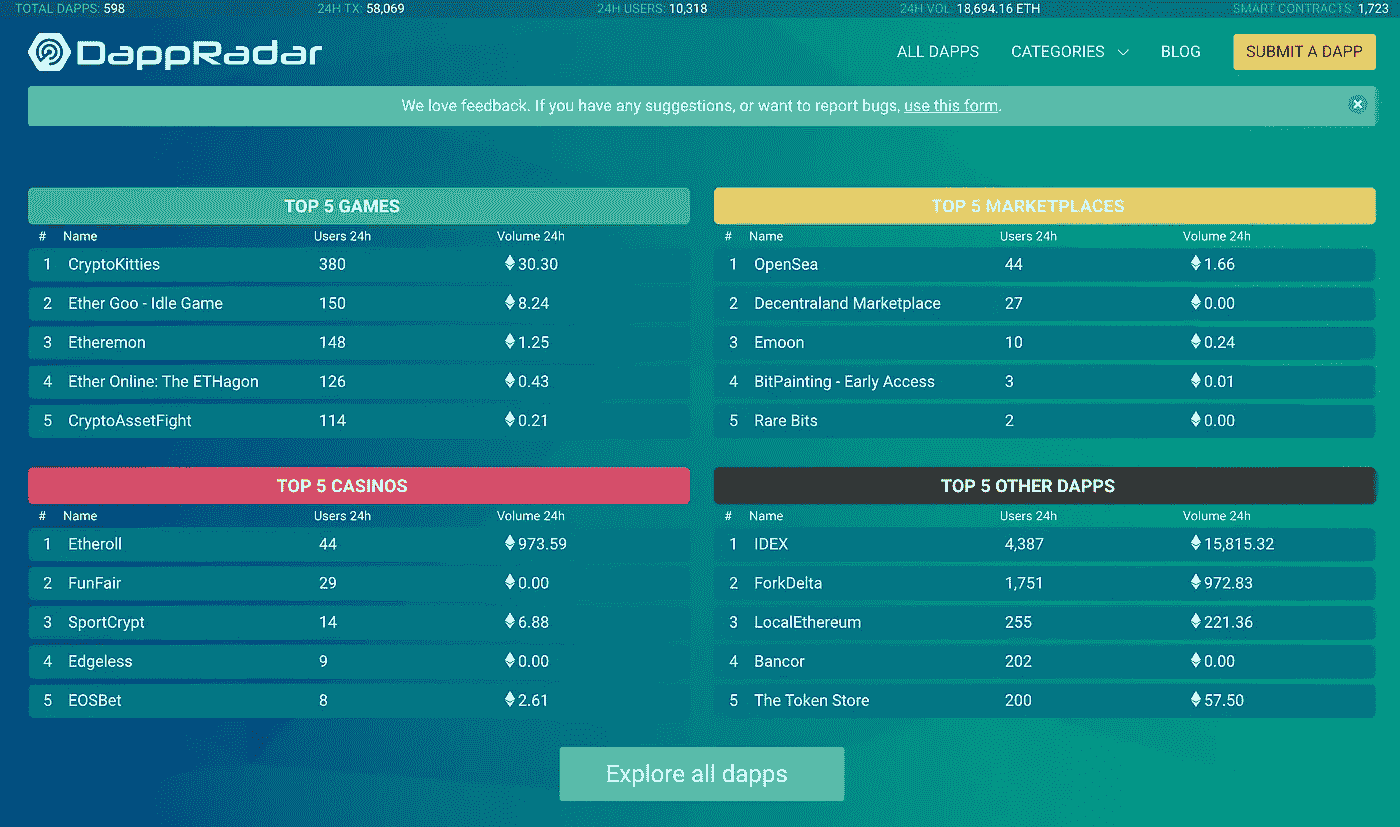 TOTAL DAPPS: 598 24H TX: 58,069 24H USERS: 10,318 24H VOL: 18,694.16 ETH SMART CONTRACTS: 1,723
DappRadar ALL DAPPS CATEGORIES BLOG SUBMIT A DAPP
We love feedback. If you have any suggestions, or want to report bugs, use this form.
TOP 5 GAMES
# Name Users 24h Volume 24h
1 CryptoKitties 380 30.30
2 Ether Goo - Idle Game 150 8.24
3 Etheremon 148 1.25
4 Ether Online: The ETHagon 126 0.43
5 CryptoAssetFight 114 0.21
TOP 5 MARKETPLACES
# Name Users 24h Volume 24h
1 OpenSea 44 1.66
2 Decentraland Marketplace 27 0.00
3 Emoon 10 0.24
4 BitPainting - Early Access 3 0.01
5 Rare Bits 2 0.00
TOP 5 CASINOS
# Name Users 24h Volume 24h
1 Etheroll 44 973.59
2 FunFair 29 0.00
3 SportCrypt 14 6.88
4 Edgeless 9 0.00
5 EOSBet 8 2.61
TOP 5 OTHER DAPPS
# Name Users 24h Volume 24h
1 IDEX 4,387 15,815.32
2 ForkDelta 1,751 972.83
3 LocalEthereum 255 221.36
4 Bancor 202 0.00
5 The Token Store 200 57.50
Explore all dapps